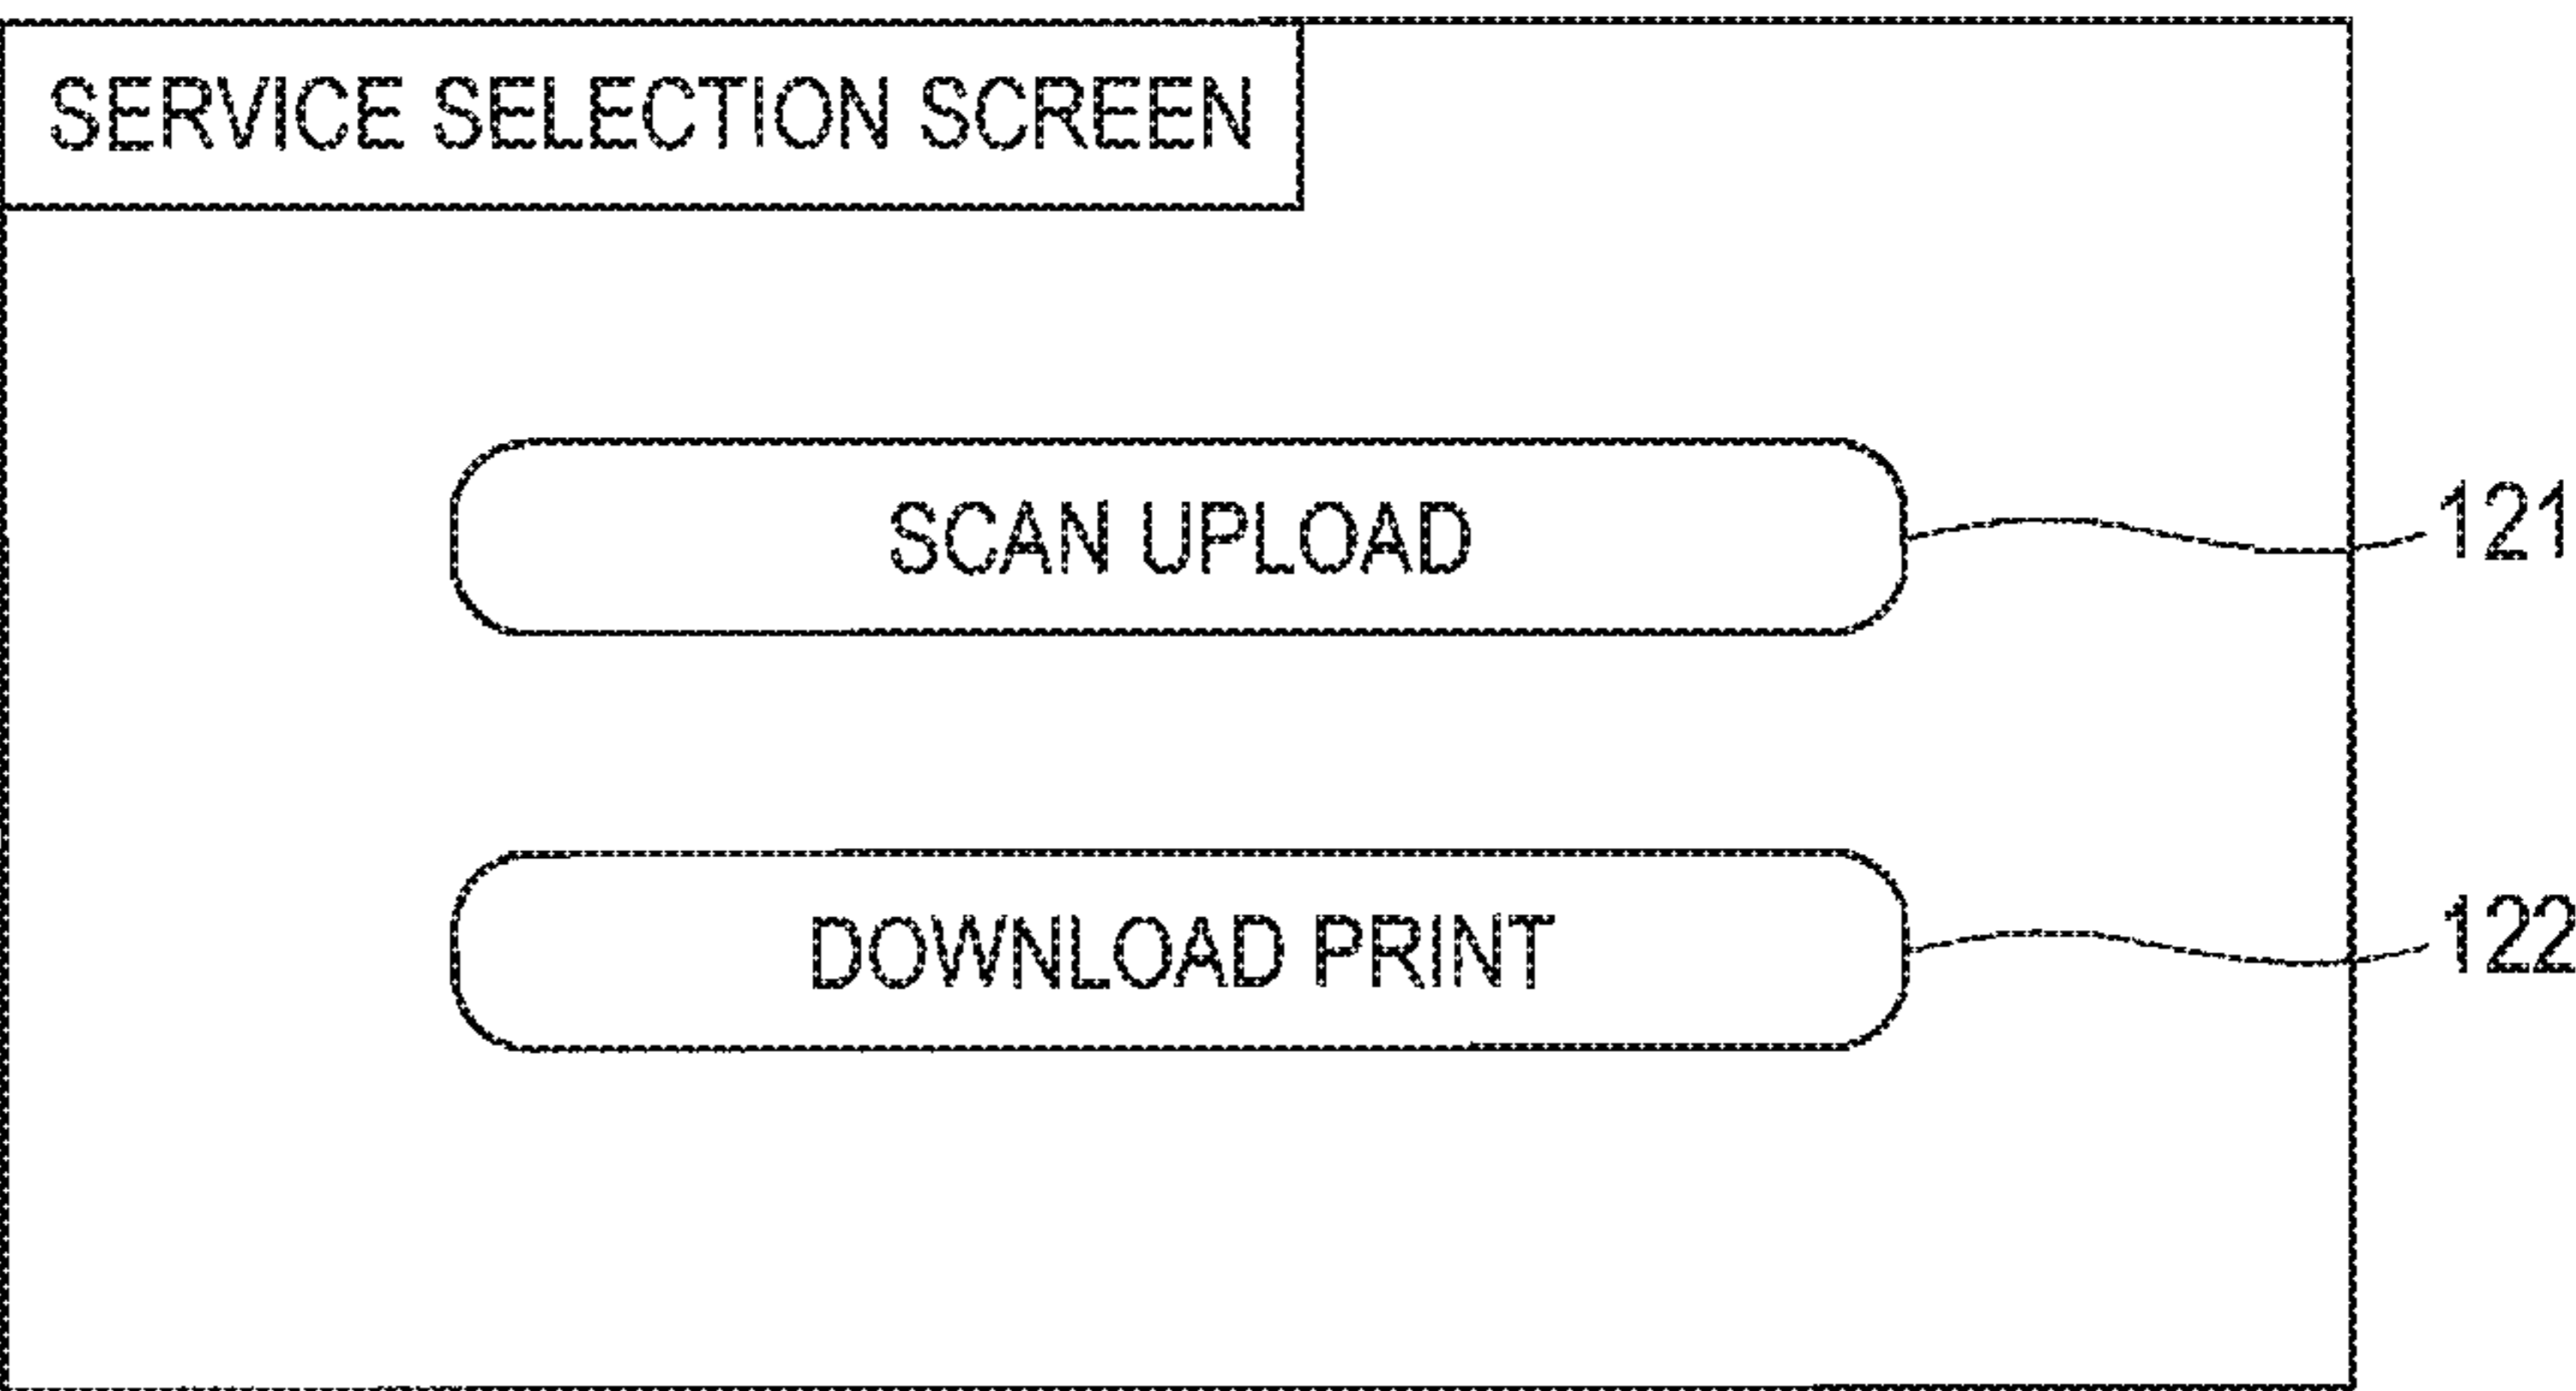 SERVICE SELECTION SCREEN
SCAN UPLOAD
121
DOWNLOAD PRINT
122